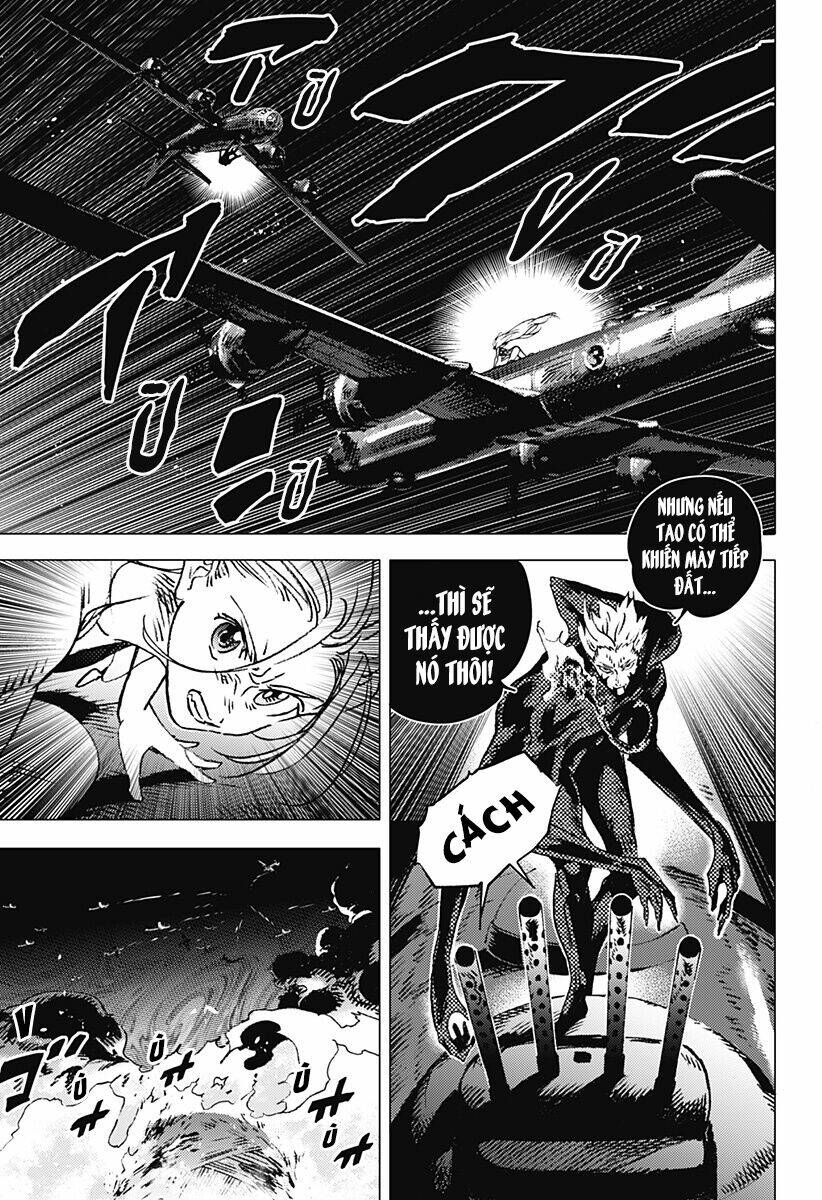 Ù
Ù
Ù
Ù
Ù
NHƯNG NẾU
TAO CÓ THỂ
KHIẾN MÀY TIẾP
ĐẤT...
...THÌ SẼ
THẤY ĐƯỢC
NÓ THÔI!
CÁCH
V
Ù
Ù
Ù
Ù